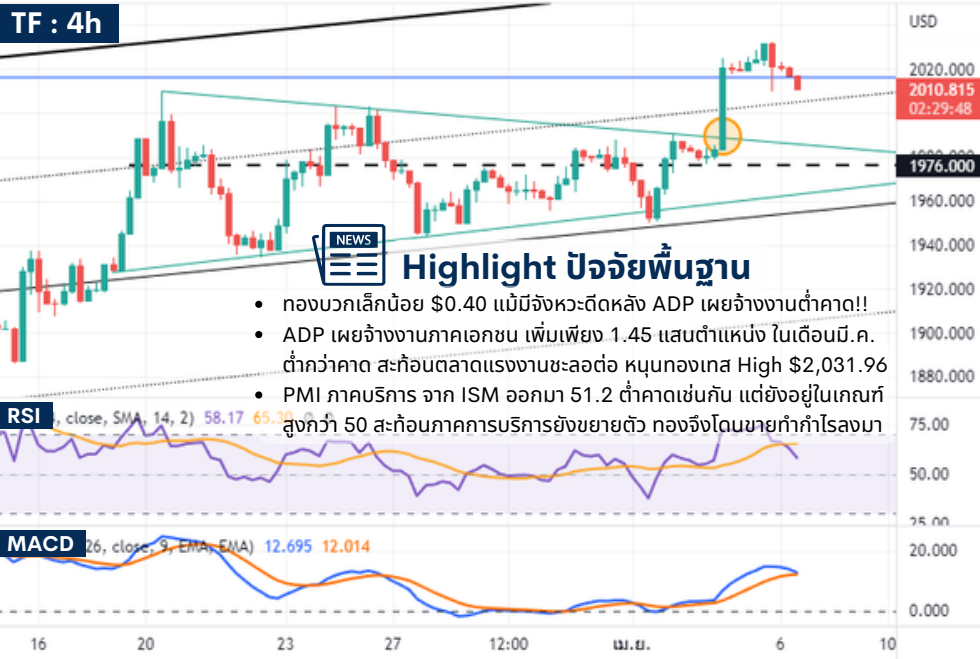 TF : 4h
USD
2020.000
2010.815
02:29:48
1976.000
1960.000
1940.000
1920.000
1900.000
1880.000
NEWS
Highlight ปัจจัยพื้นฐาน
• ทองบวกเล็กน้อย $0.40 แม้มีจังหวะดีดหลัง ADP เผยจ้างงานต่ำคาด!!
• ADP เผยจ้างงานภาคเอกชน เพิ่มเพียง 1.45 แสนตำแหน่ง ในเดือนมี.ค.
ต่ำกว่าคาด สะท้อนตลาดแรงงานชะลอต่อ หนุนทองเทส High $2,031.96
• PMI ภาคบริการ จาก ISM ออกมา 51.2 ต่ำคาดเช่นกัน แต่ยังอยู่ในเกณฑ์
สูงกว่า 50 สะท้อนภาคการบริการยังขยายตัว ทองจึงโดนขายทำกำไรลงมา
RSI
, close, SMA, 14, 2) 58.17 65.30 0 0
75.00
50.00
25.00
MACD
26, close, 9, EMA, EMA) 12.695 12.014
20.000
0.000
16 20 23 27 12:00 เม.ย. 6 10